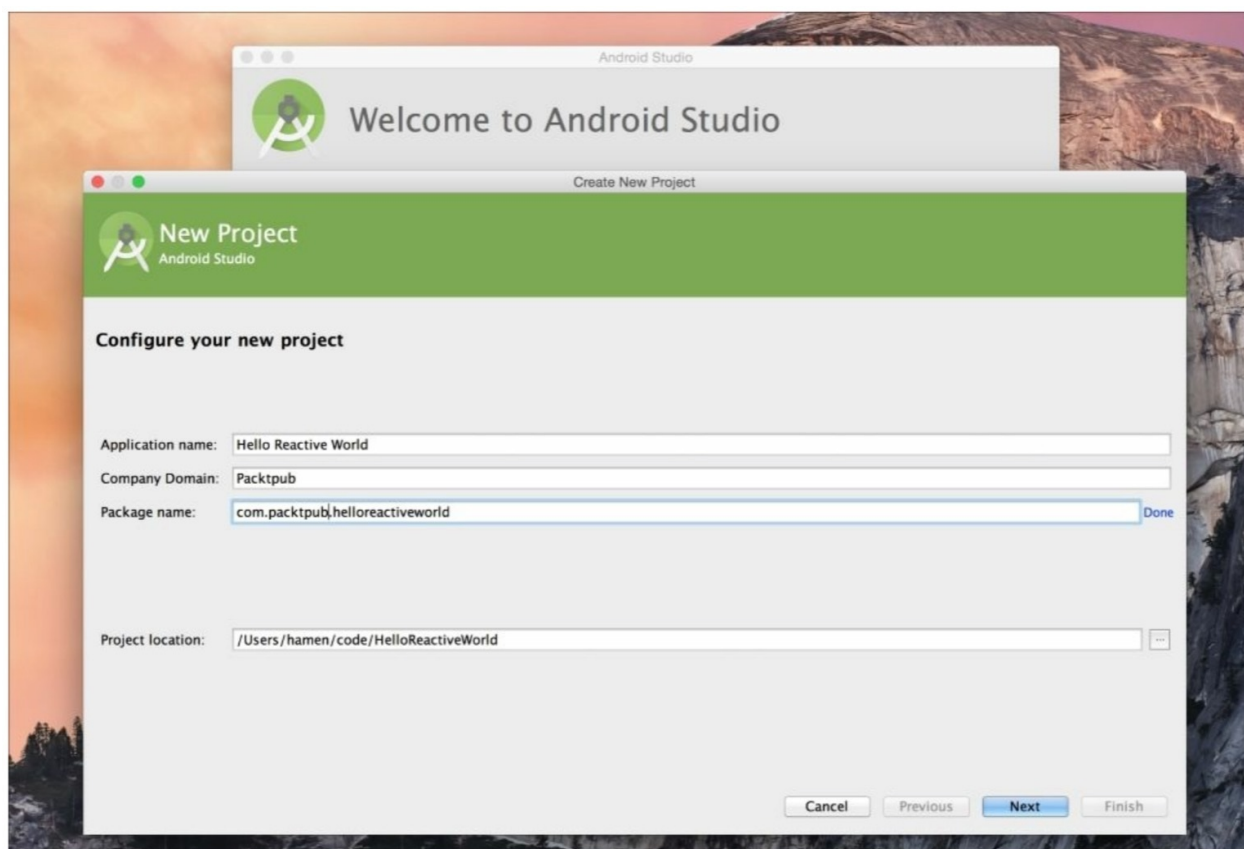 Android Studio
Welcome to Android Studio
Create New Project
New Project
Android Studio
Configure your new project
Application name: Hello Reactive World
Company Domain: Packtpub
Package name: com.packtpub.helloreactiveworld Done
Project location: /Users/hamen/code/HelloReactiveWorld ...
Cancel Previous Next Finish